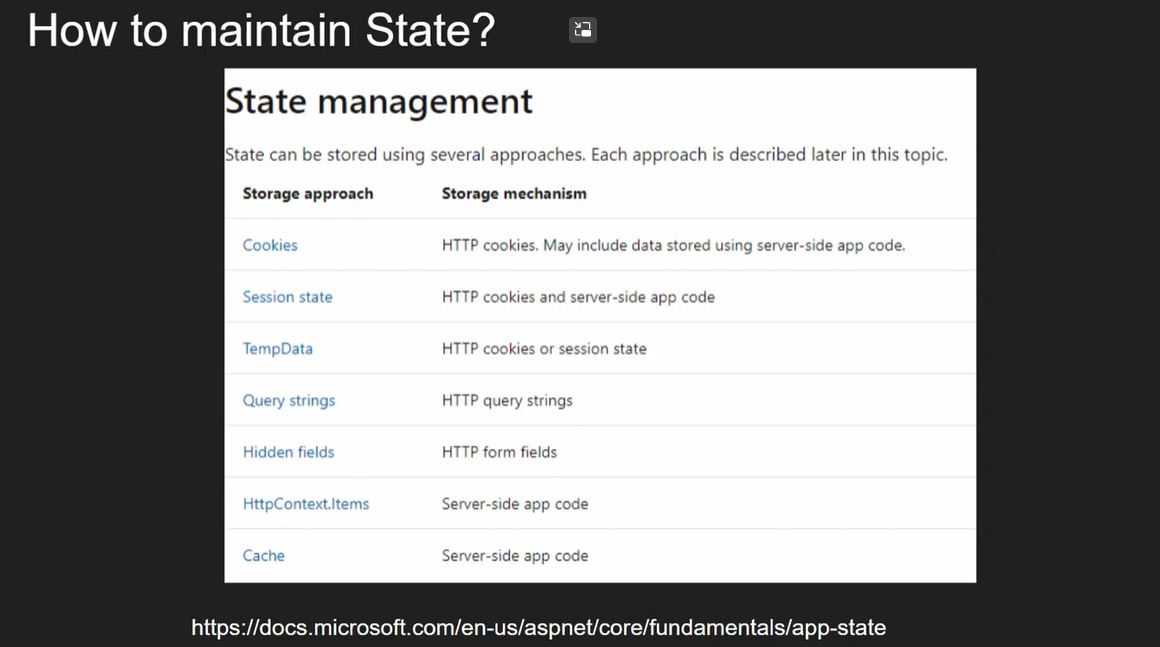 How to maintain State?
State management
State can be stored using several approaches. Each approach is described later in this topic.
Storage approach Storage mechanism
Cookies HTTP cookies. May include data stored using server-side app code.
Session state HTTP cookies and server-side app code
TempData HTTP cookies or session state
Query strings HTTP query strings
Hidden fields HTTP form fields
HttpContext.Items Server-side app code
Cache Server-side app code
https://docs.microsoft.com/en-us/aspnet/core/fundamentals/app-state